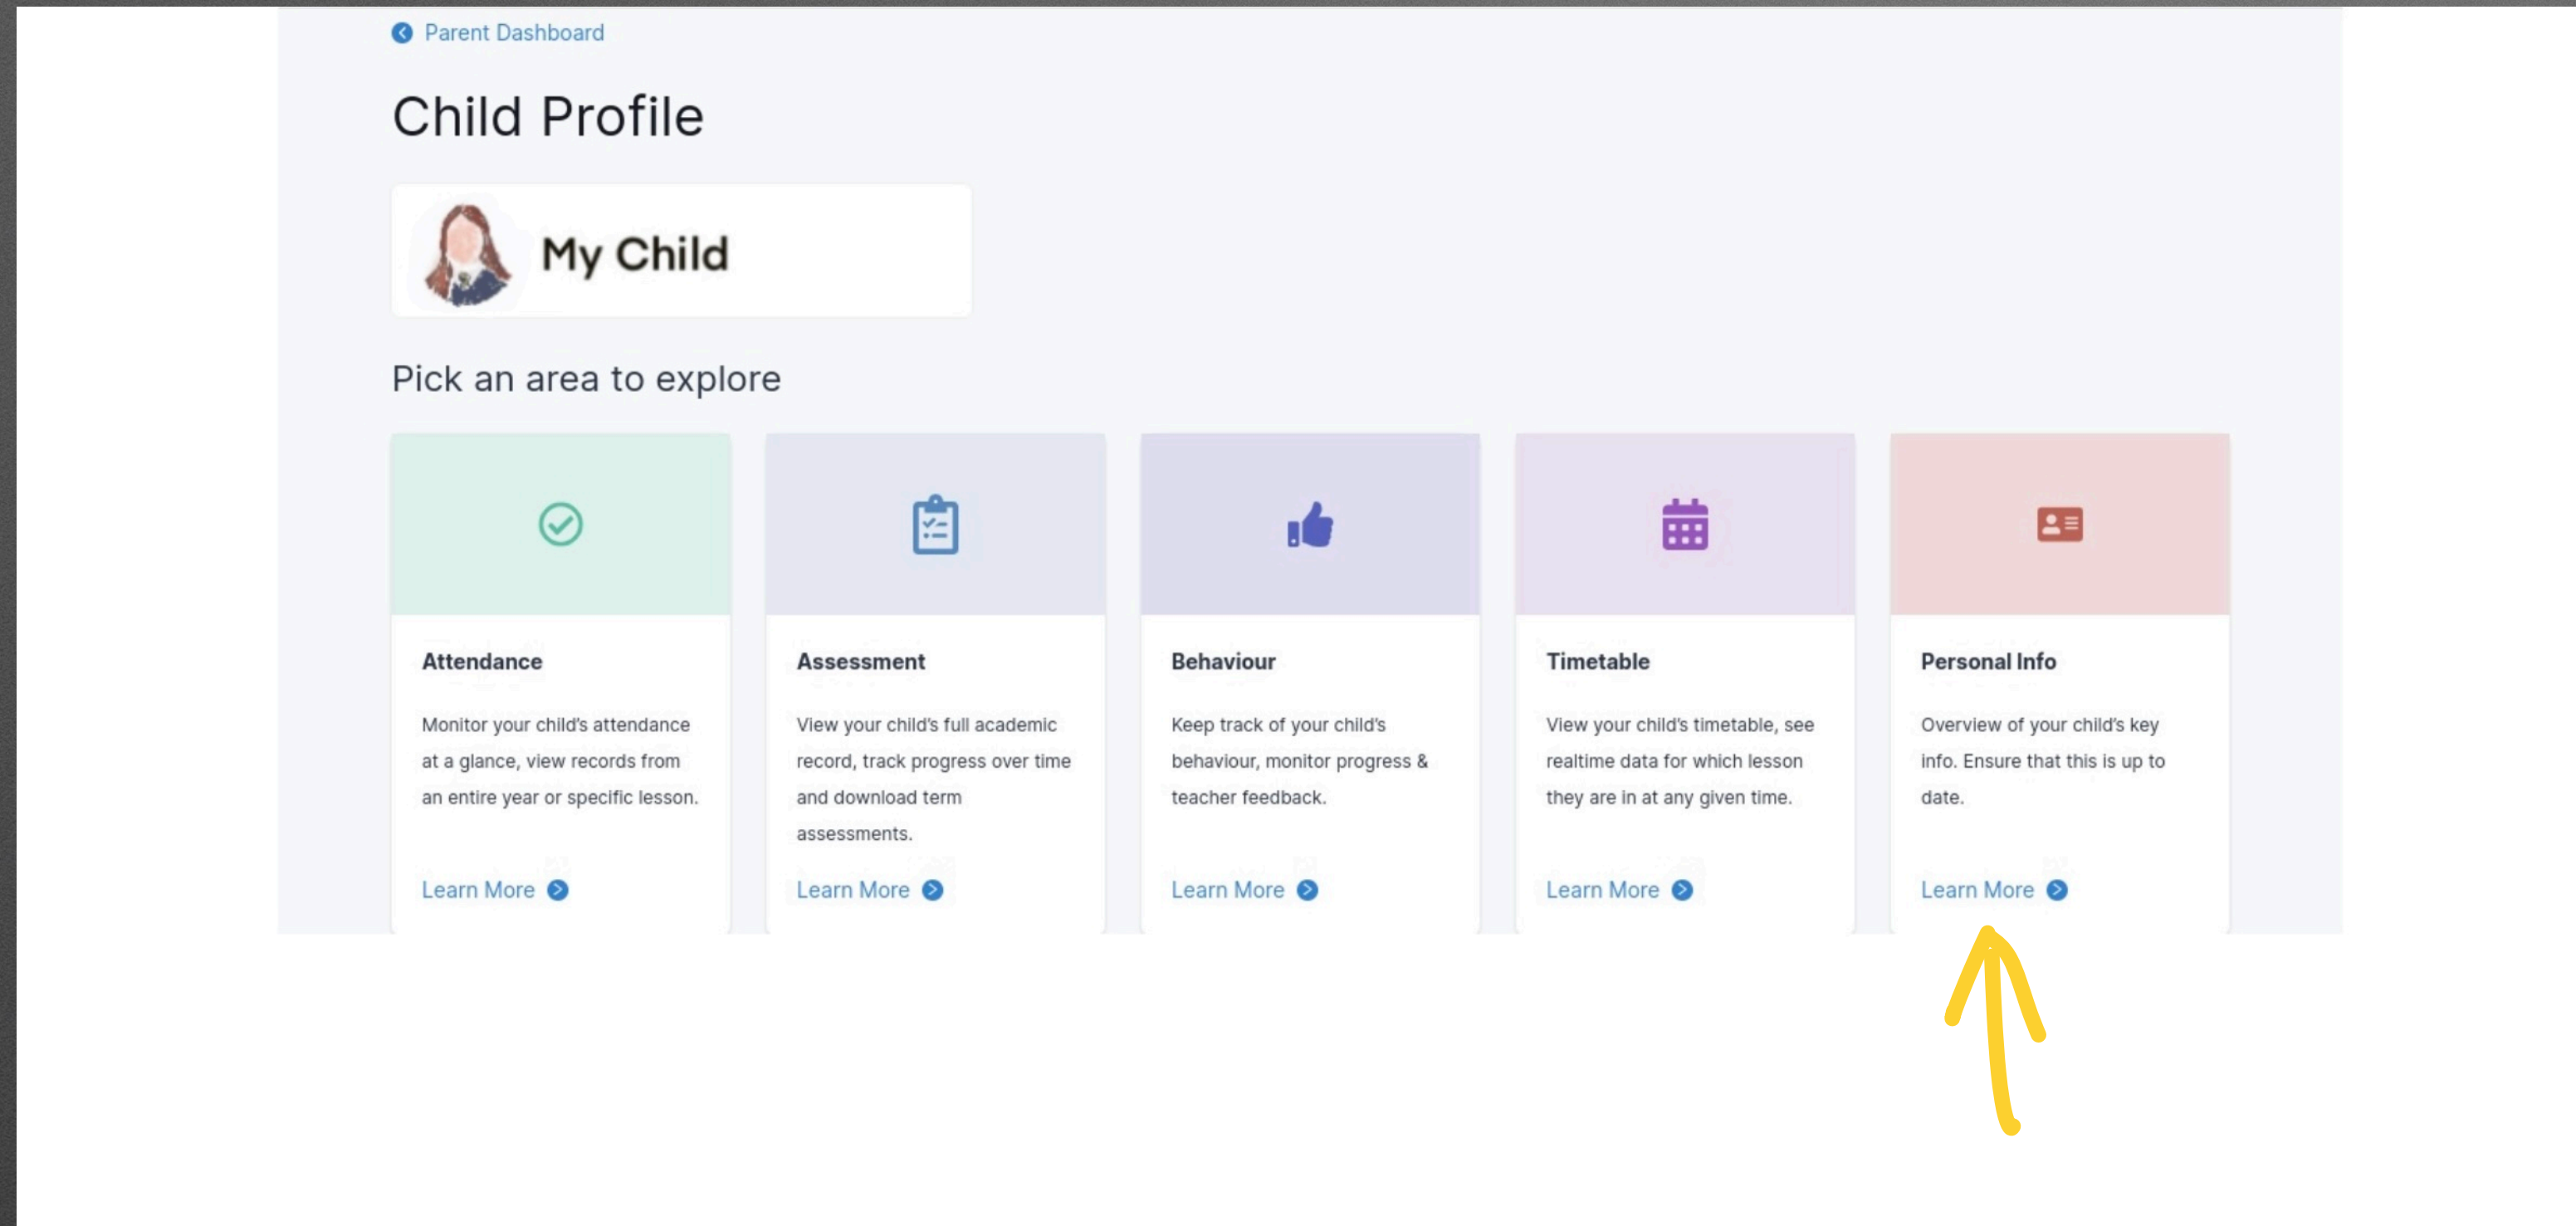 Parent Dashboard
Child Profile
My Child
Pick an area to explore
Attendance
Monitor your child's attendance
at a glance, view records from
an entire year or specific lesson.
Learn More
Assessment
View your child's full academic
record, track progress over time
and download term
assessments.
Learn More
Behaviour
Keep track of your child's
behaviour, monitor progress &
teacher feedback.
Learn More
Timetable
View your child's timetable, see
realtime data for which lesson
they are in at any given time.
Learn More
Personal Info
Overview of your child's key
info. Ensure that this is up to
date.
Learn More